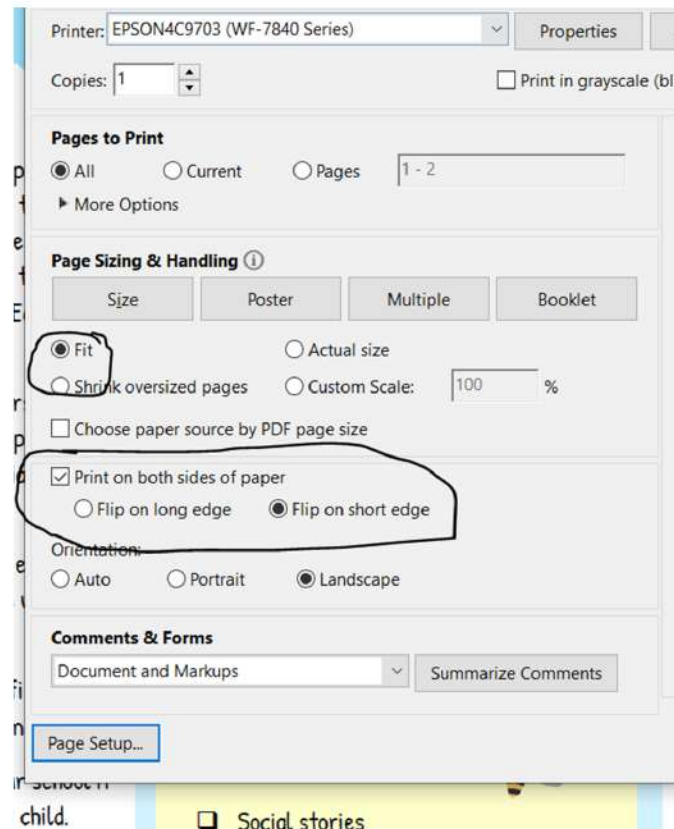 Printer: EPSON4C9703 (WF-7840 Series) Properties
Copies: 1 Print in grayscale (bl
Pages to Print
All Current Pages 1 - 2
More Options
Page Sizing & Handling
Size Poster Multiple Booklet
Fit Actual size
Shrink oversized pages Custom Scale: 100 %
Choose paper source by PDF page size
Print on both sides of paper
Flip on long edge Flip on short edge
Orientation:
Auto Portrait Landscape
Comments & Forms
Document and Markups Summarize Comments
Page Setup...
child. Social stories